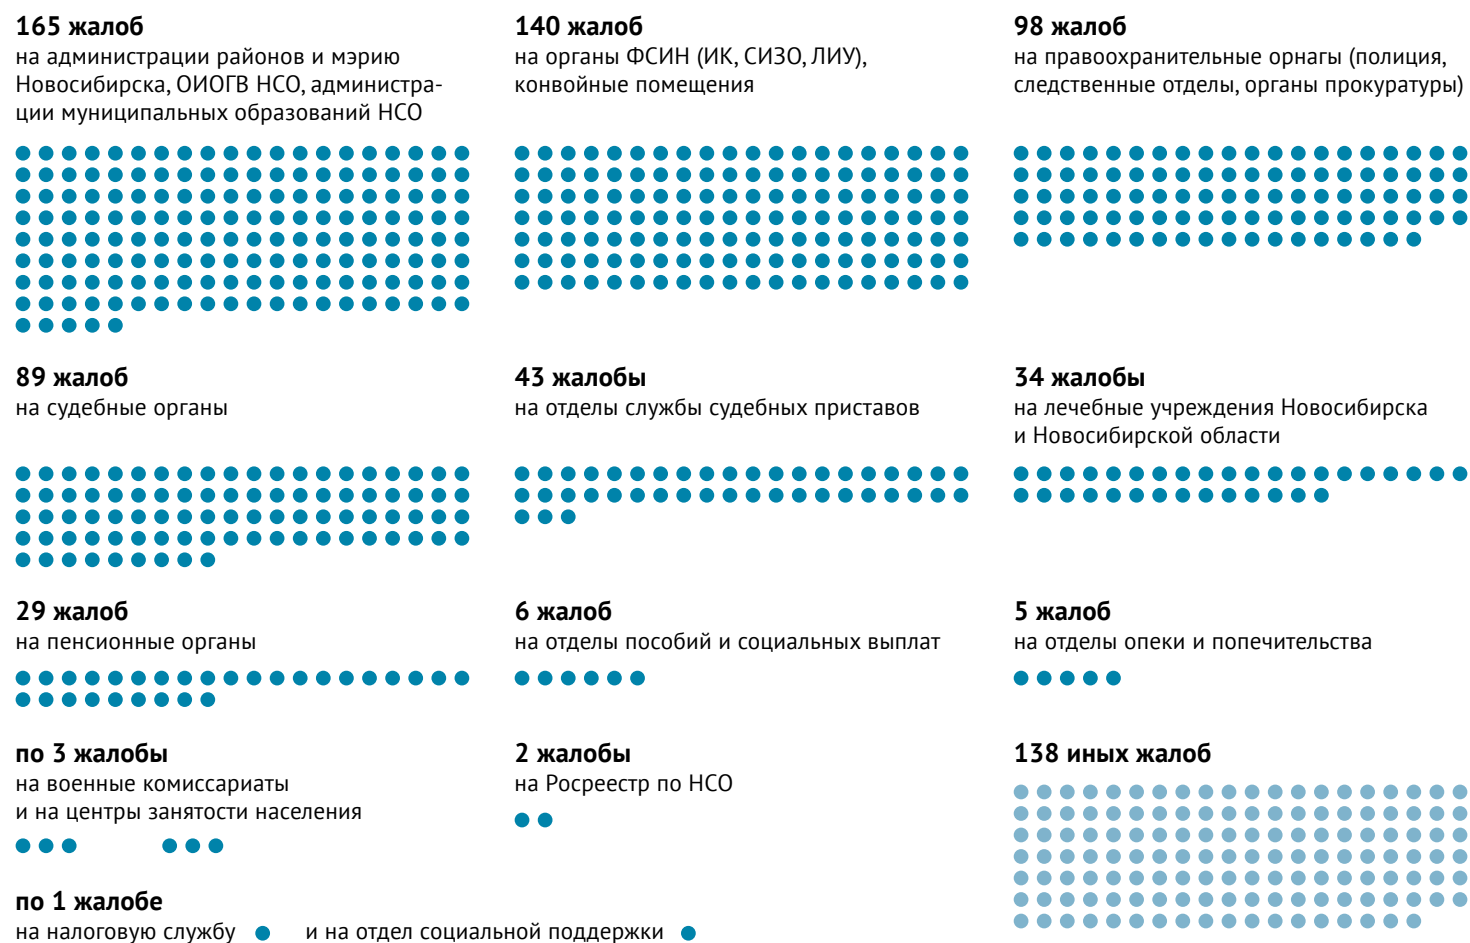 165 жалоб
на администрации районов и мэрию
Новосибирска, ОИОГВ НСО, администра-
ции муниципальных образований НСО
140 жалоб
на органы ФСИН (ИК, СИЗО, ЛИУ),
конвойные помещения
98 жалоб
на правоохранительные орнагы (полиция,
следственные отделы, органы прокуратуры)
89 жалоб
на судебные органы
43 жалобы
на отделы службы судебных приставов
34 жалобы
на лечебные учреждения Новосибирска
и Новосибирской области
29 жалоб
на пенсионные органы
6 жалоб
на отделы пособий и социальных выплат
5 жалоб
на отделы опеки и попечительства
по 3 жалобы
на военные комиссариаты
и на центры занятости населения
2 жалобы
на Росреестр по НСО
138 иных жалоб
по 1 жалобе
на налоговую службу и на отдел социальной поддержки